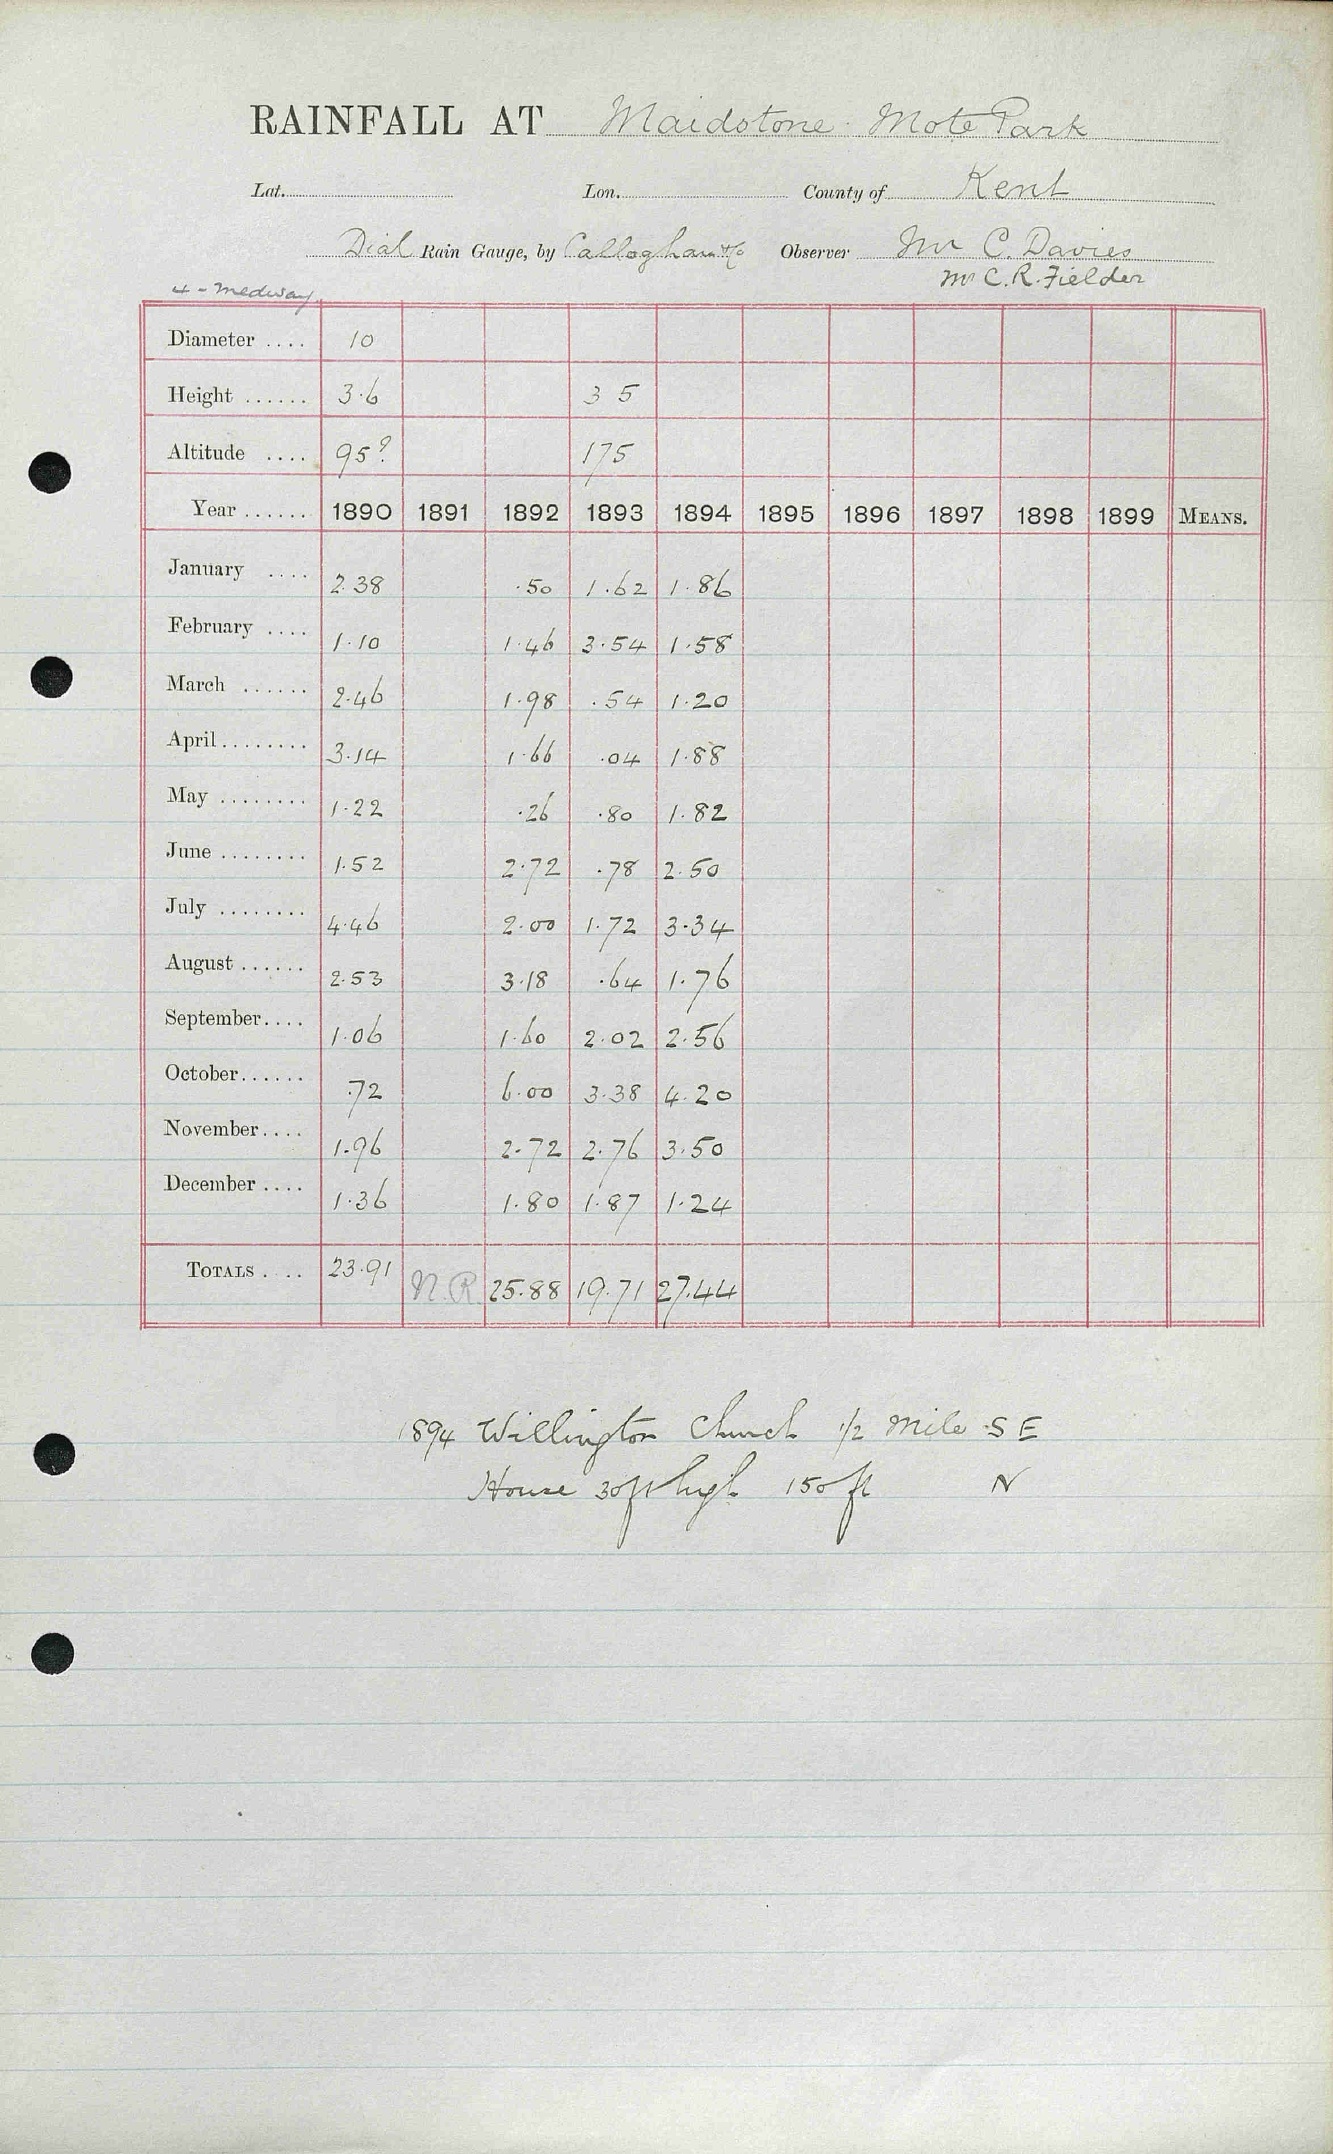 RAINFALL AT Maidstone Mote Park
Lat. Lon. County of Kent
Dial Rain Gauge, by Callaghan & Co Observer Mr C. Davies
Mr C. R. Fielder
4 - Medway
Diameter .... 10
Height ...... 3.6 3 5
Altitude .... 95? 175
Year ...... 1890 1891 1892 1893 1894 1895 1896 1897 1898 1899 MEANS.
January .... 2.38 .50 1.62 1.86
February .... 1.10 1.46 3.54 1.58
March ...... 2.46 1.98 .54 1.20
April ........ 3.14 1.66 .04 1.88
May ........ 1.22 .26 .80 1.82
June ........ 1.52 2.72 .78 2.50
July ........ 4.46 2.00 1.72 3.34
August ...... 2.53 3.18 .64 1.76
September.... 1.06 1.60 2.02 2.56
October...... .72 6.00 3.38 4.20
November.... 1.96 2.72 2.76 3.50
December .... 1.36 1.80 1.87 1.24
TOTALS .... 23.91 N.R. 25.88 19.71 27.44
1894 Willington Church 1/2 Mile S E
House 30ft high 150 ft N